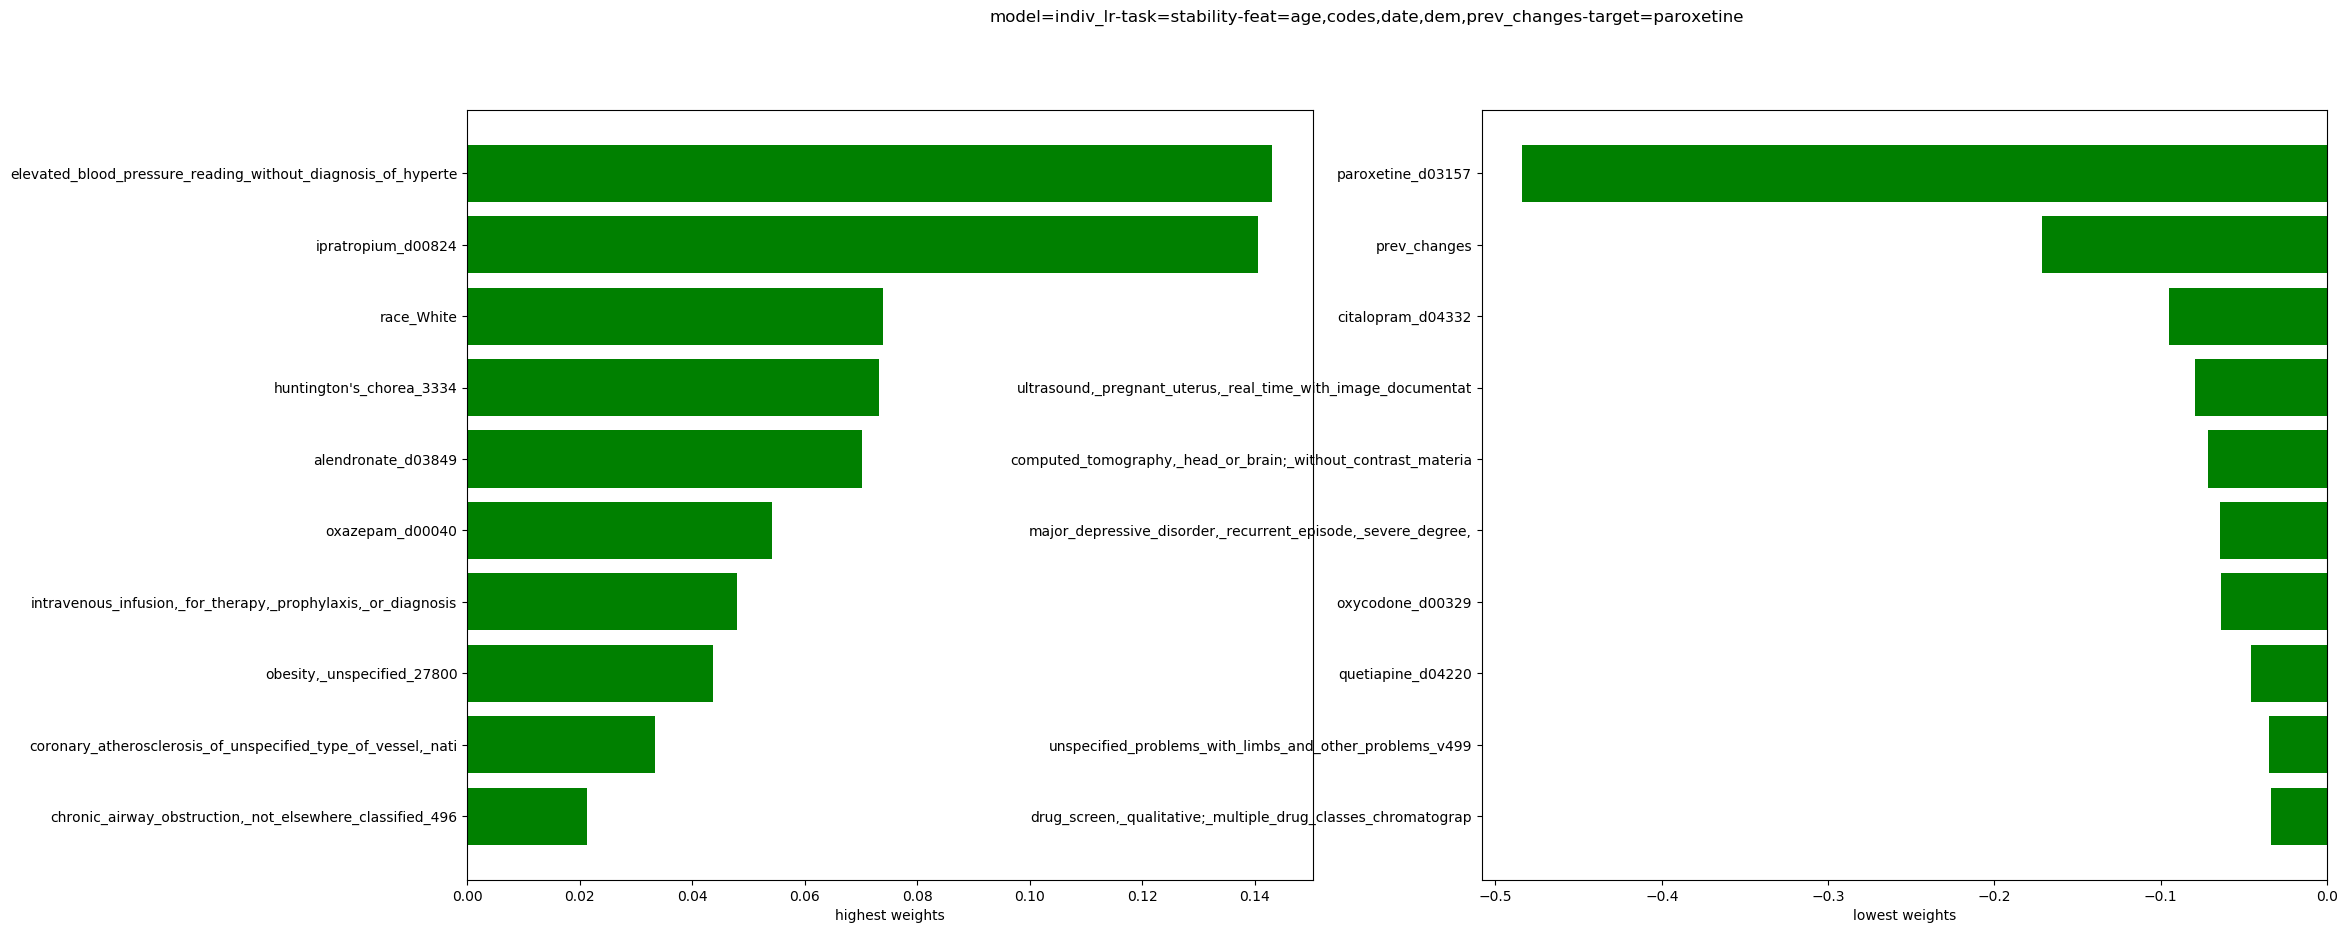 model=indiv_lr-task=stability-feat=age,codes,date,dem,prev_changes-target=paroxetine
elevated_blood_pressure_reading_without_diagnosis_of_hyperte
ipratropium_d00824
race_White
huntington's_chorea_3334
alendronate_d03849
oxazepam_d00040
intravenous_infusion,_for_therapy,_prophylaxis,_or_diagnosis
obesity,_unspecified_27800
coronary_atherosclerosis_of_unspecified_type_of_vessel,_nati
chronic_airway_obstruction,_not_elsewhere_classified_496
0.00 0.02 0.04 0.06 0.08 0.10 0.12 0.14
highest weights
paroxetine_d03157
prev_changes
citalopram_d04332
ultrasound,_pregnant_uterus,_real_time_with_image_documentat
computed_tomography,_head_or_brain;_without_contrast_materia
major_depressive_disorder,_recurrent_episode,_severe_degree,
oxycodone_d00329
quetiapine_d04220
unspecified_problems_with_limbs_and_other_problems_v499
drug_screen,_qualitative;_multiple_drug_classes_chromatograp
−0.5 −0.4 −0.3 −0.2 −0.1 0.0
lowest weights